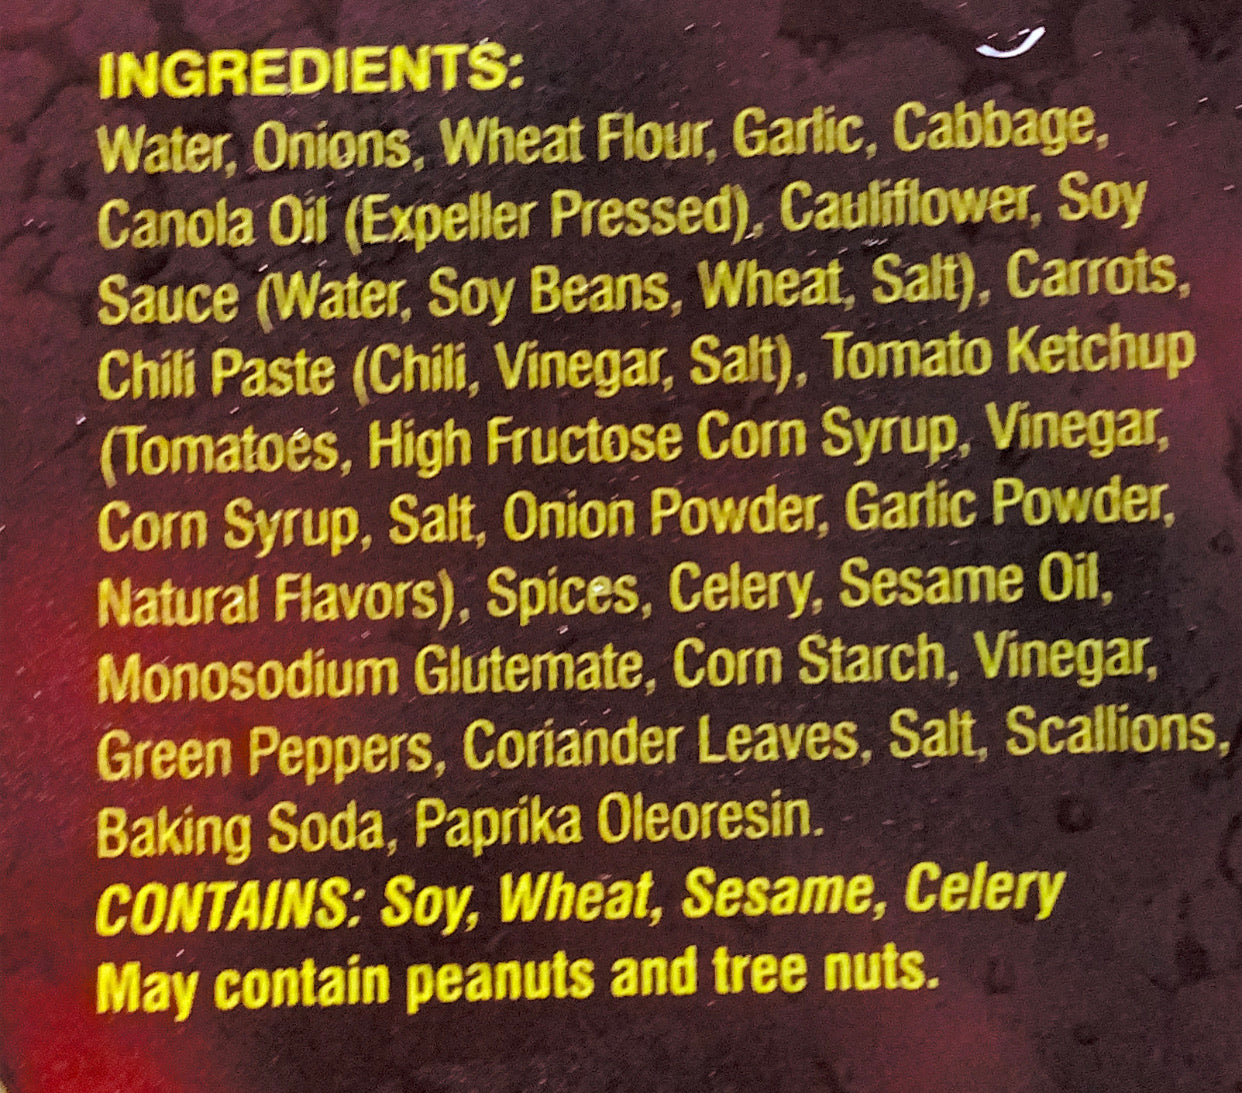 INGREDIENTS:
Water, Onions, Wheat Flour, Garlic, Cabbage,
Canola Oil (Expeller Pressed), Cauliflower, Soy
Sauce (Water, Soy Beans, Wheat, Salt), Carrots,
Chili Paste (Chili, Vinegar, Salt), Tomato Ketchup
(Tomatoes, High Fructose Corn Syrup, Vinegar,
Corn Syrup, Salt, Onion Powder, Garlic Powder,
Natural Flavors), Spices, Celery, Sesame Oil,
Monosodium Glutemate, Corn Starch, Vinegar,
Green Peppers, Coriander Leaves, Salt, Scallions,
Baking Soda, Paprika Oleoresin.
CONTAINS: Soy, Wheat, Sesame, Celery
May contain peanuts and tree nuts.